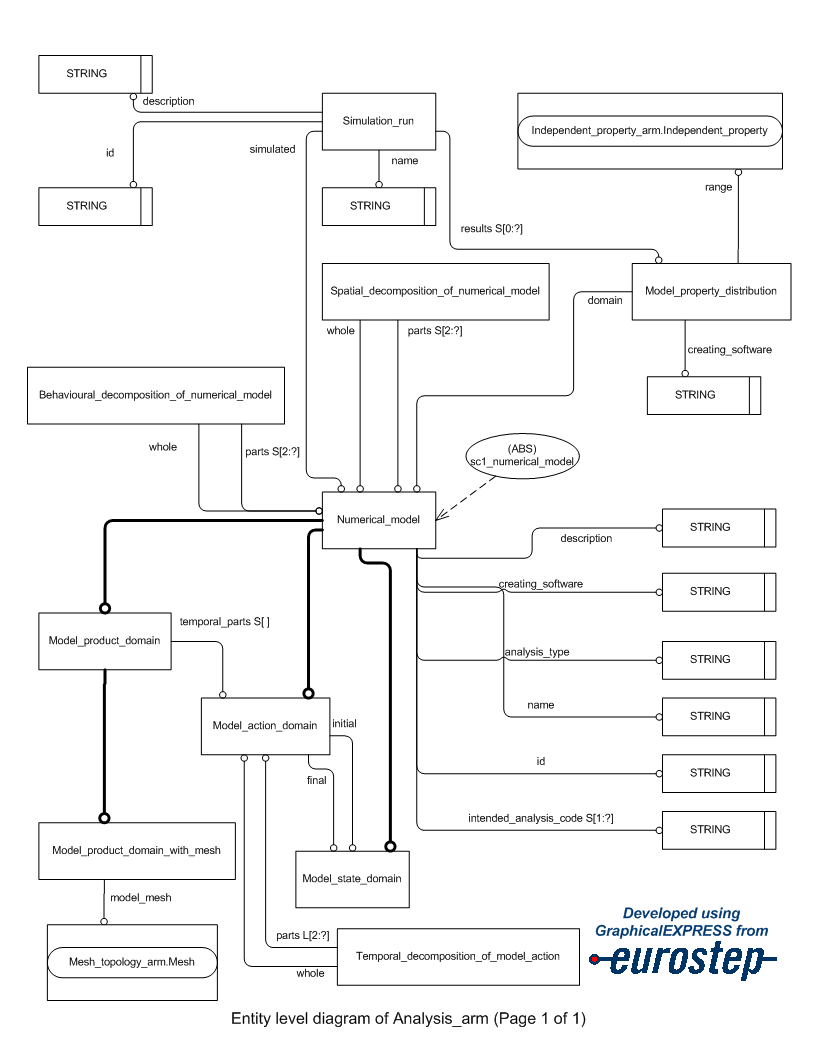 STRING
description
Simulation_run
Independent_property_arm.Independent_property
id
simulated
name
range
STRING
STRING
results S[0:?]
Spatial_decomposition_of_numerical_model
Model_property_distribution
domain
whole
parts S[2:?]
creating_software
Behavioural_decomposition_of_numerical_model
STRING
whole
parts S[2:?]
(ABS)
sc1_numerical_model
Numerical_model
STRING
description
creating_software
STRING
Model_product_domain
temporal_parts S[ ]
analysis_type
STRING
Model_action_domain
initial
name
STRING
final
id
STRING
intended_analysis_code S[1:?]
STRING
Model_product_domain_with_mesh
Model_state_domain
model_mesh
Developed using
GraphicalEXPRESS from
eurostep
parts L[2:?]
Temporal_decomposition_of_model_action
Mesh_topology_arm.Mesh
whole
Entity level diagram of Analysis_arm (Page 1 of 1)